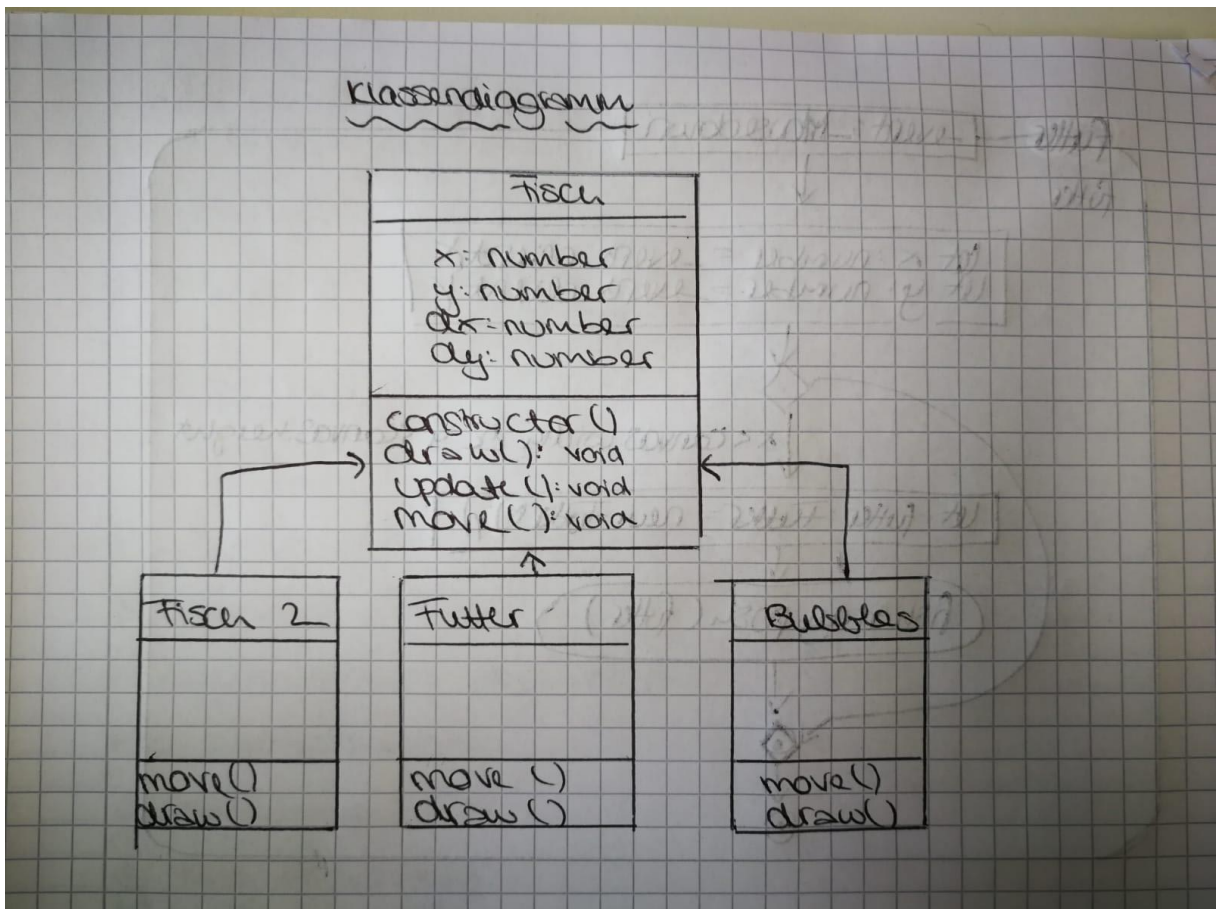 Klassendiagramm
Fisch
x: number
y: number
dx: number
dy: number
constructor ()
draw(): void
update(): void
move(): void
Fisch 2
move()
draw()
Futter
move ()
draw ()
Bubbles
move()
draw()